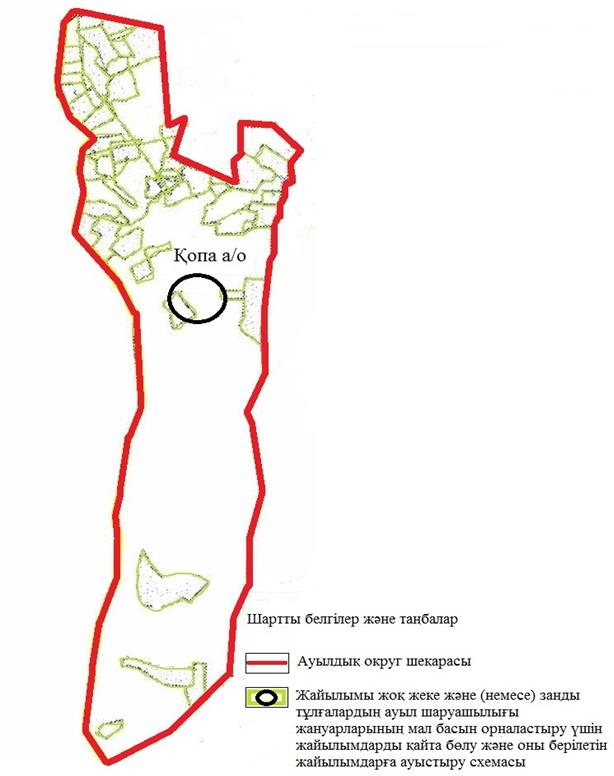 Қопа а/о
Шартты белгілер және таңбалар
Ауылдық округ шекарасы
Жайылымы жоқ жеке және (немесе) занды
тұлғалардың ауыл шаруашылығы
жануарларының мал басын орналастыру үшін
жайылымдарды кайта бөлу және оны берілетін
жайылымдарға ауыстыру схемасы